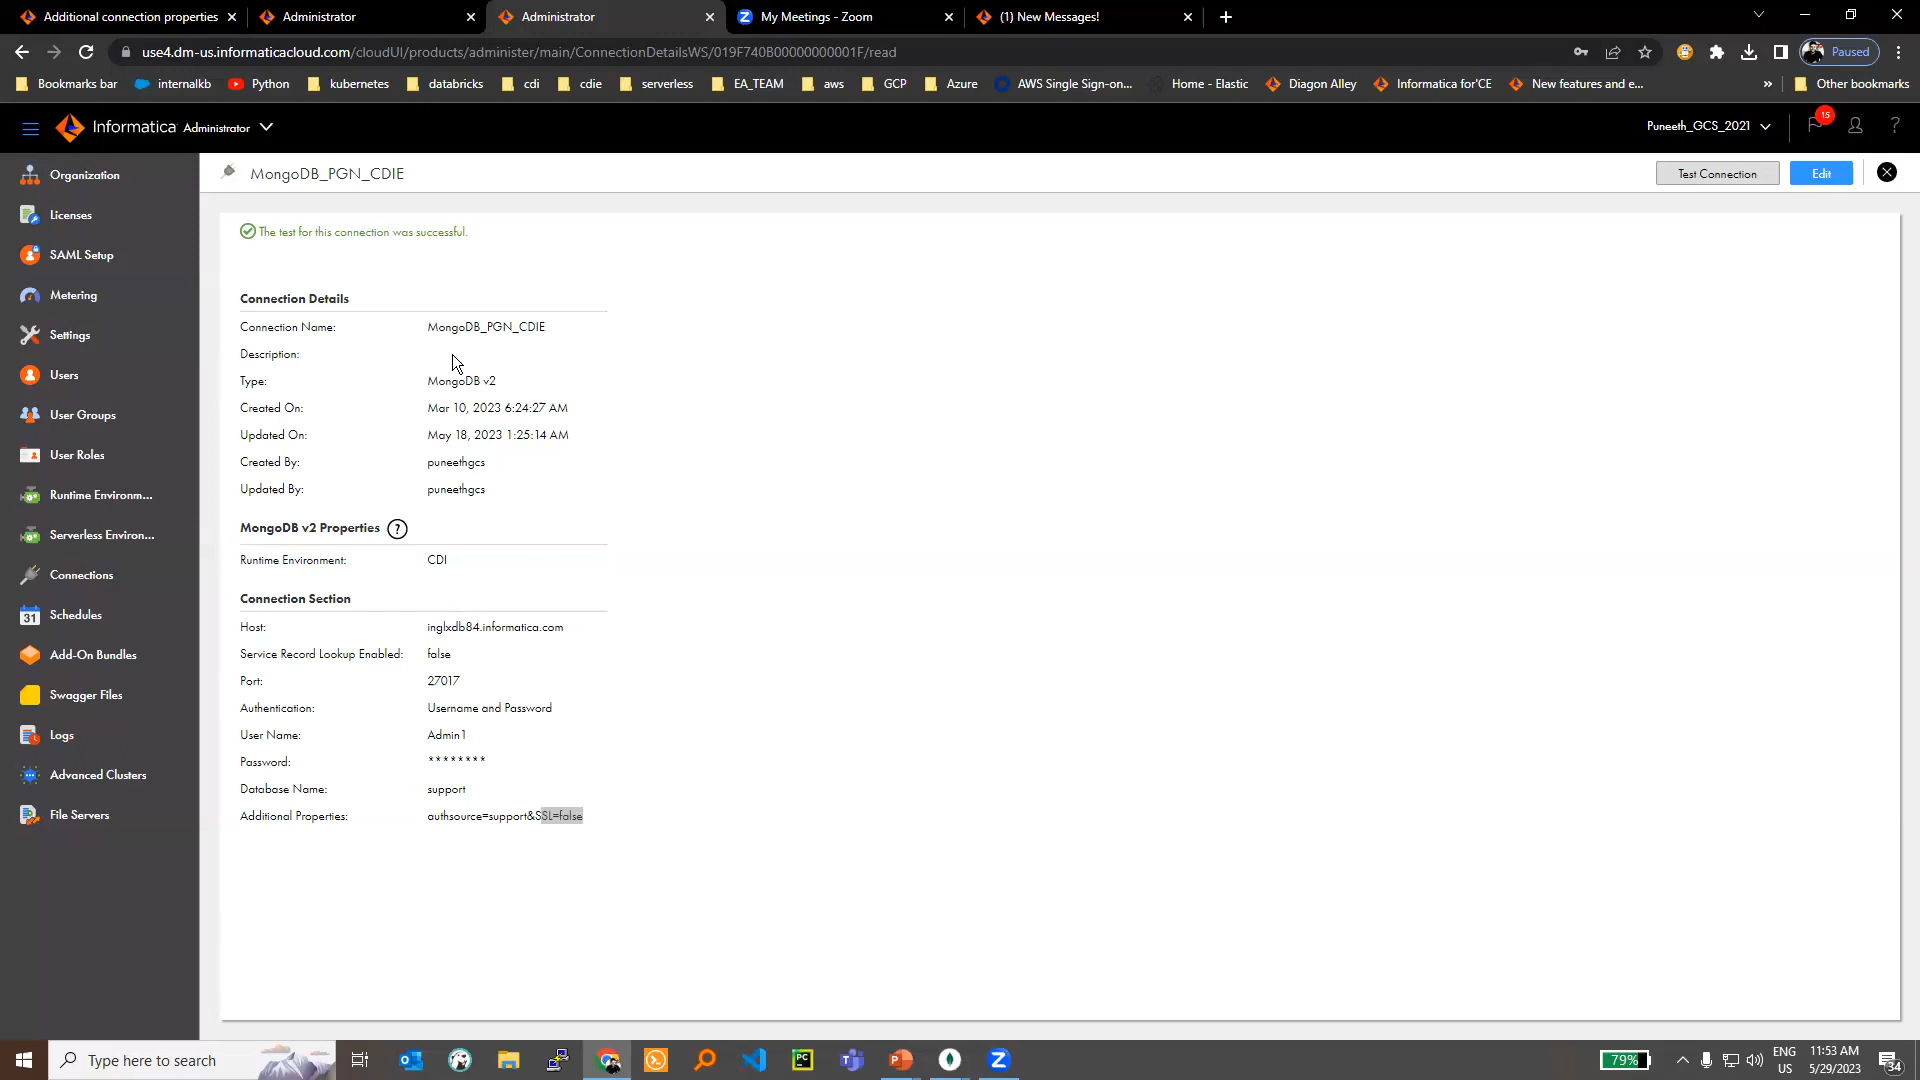 Additional connection properties
Administrator
Administrator
My Meetings - Zoom
(1) New Messages!
use4.dm-us.informaticacloud.com/cloudUI/products/administer/main/ConnectionDetailsWS/019F740B00000000001F/read
Paused
Bookmarks bar
internalkb
Python
kubernetes
databricks
cdi
cdie
serverless
EA_TEAM
aws
GCP
Azure
AWS Single Sign-on...
Home - Elastic
Diagon Alley
Informatica for'CE
New features and e...
»
Other bookmarks
Informatica Administrator
Puneeth_GCS_2021
15
?
Organization
Licenses
SAML Setup
Metering
Settings
Users
User Groups
User Roles
Runtime Environm...
Serverless Environ...
Connections
31
Schedules
Add-On Bundles
Swagger Files
Logs
Advanced Clusters
File Servers
MongoDB_PGN_CDIE
Test Connection
Edit
The test for this connection was successful.
Connection Details
Connection Name: MongoDB_PGN_CDIE
Description:
Type: MongoDB v2
Created On: Mar 10, 2023 6:24:27 AM
Updated On: May 18, 2023 1:25:14 AM
Created By: puneethgcs
Updated By: puneethgcs
MongoDB v2 Properties ?
Runtime Environment: CDI
Connection Section
Host: inglxdb84.informatica.com
Service Record Lookup Enabled: false
Port: 27017
Authentication: Username and Password
User Name: Admin1
Password: ********
Database Name: support
Additional Properties: authsource=support&SSL=false
Type here to search
PC
79%
ENG
US
11:53 AM
5/29/2023
34